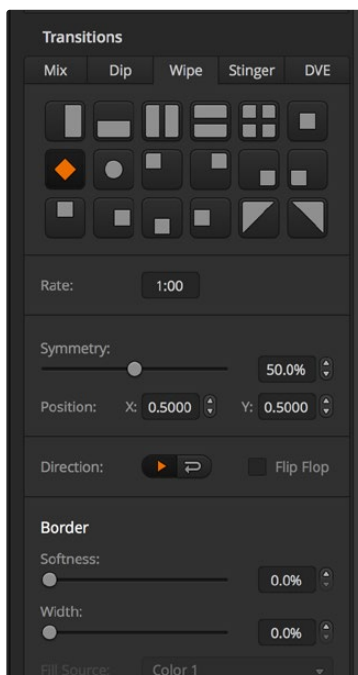 Transitions
Mix Dip Wipe Stinger DVE
Rate: 1:00
Symmetry:
50.0%
Position: X: 0.5000 Y: 0.5000
Direction: Flip Flop
Border
Softness:
0.0%
Width:
0.0%
Fill Source: Color 1